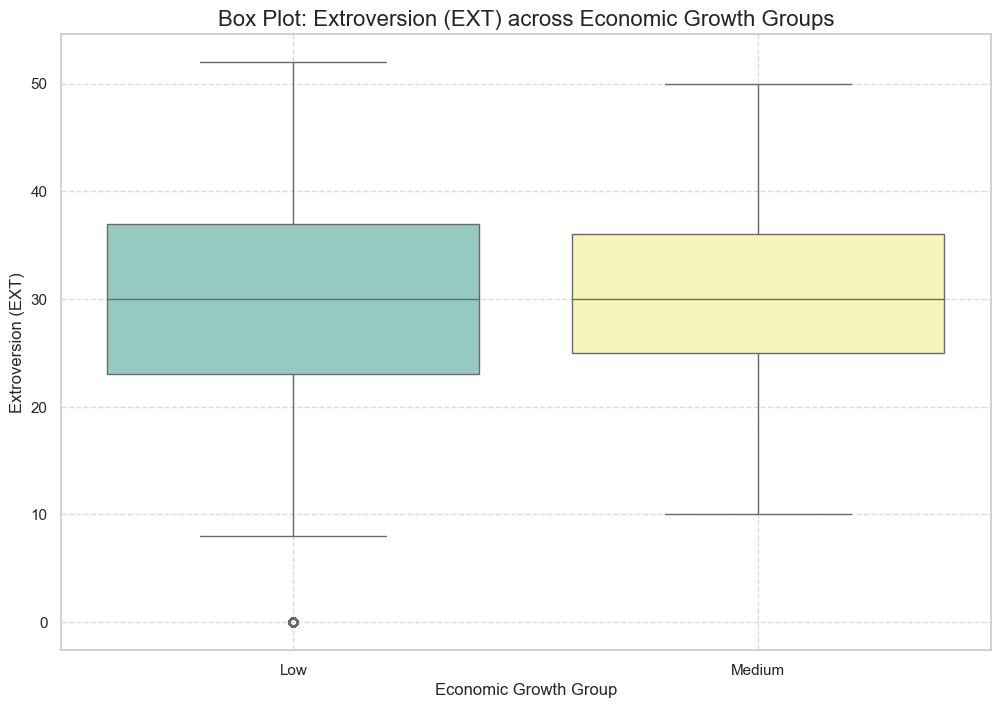 Box Plot: Extroversion (EXT) across Economic Growth Groups
Extroversion (EXT)
50
40
30
20
10
0
Low
Medium
Economic Growth Group